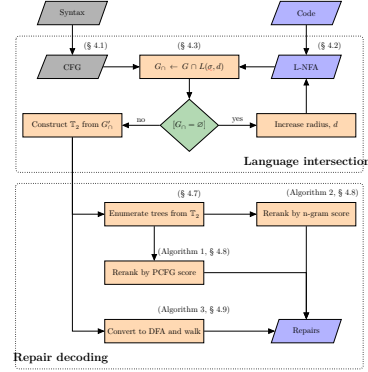 Syntax
Code
(§ 4.1)
(§ 4.3)
(§ 4.2)
CFG
G∩ ← G ∩ L(σ, d)
L-NFA
Construct 𝕋₂ from G′∩
no
[G∩ = ∅]
yes
Increase radius, d
Language intersection
(§ 4.7)
(Algorithm 2, § 4.8)
Enumerate trees from 𝕋₂
Rerank by n-gram score
(Algorithm 1, § 4.8)
Rerank by PCFG score
(Algorithm 3, § 4.9)
Convert to DFA and walk
Repairs
Repair decoding